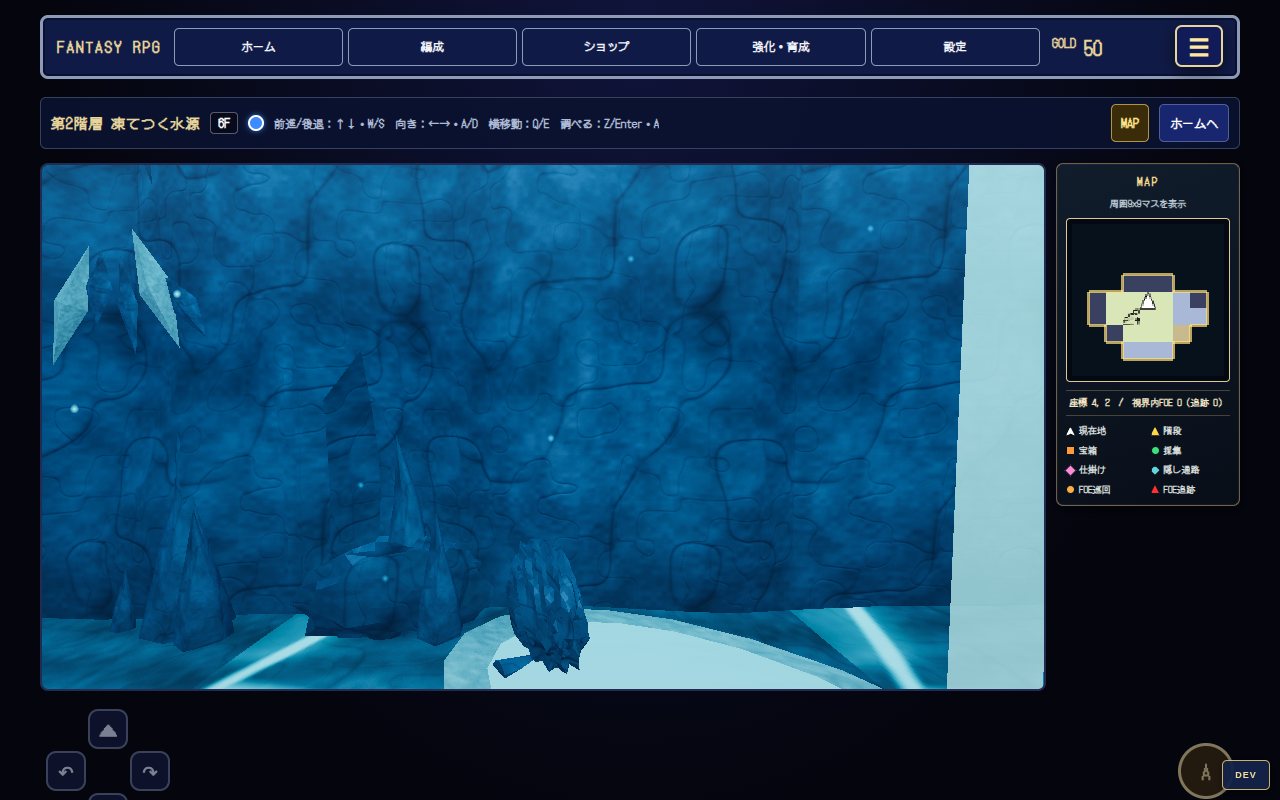 FANTASY RPG
ホーム
編成
ショップ
強化・育成
設定
GOLD 50
第2階層 凍てつく水源
6F
前進/後退：↑↓・W/S 向き：←→・A/D 横移動：Q/E 調べる：Z/Enter・A
MAP
ホームへ
MAP
周囲9x9マスを表示
座標 4, 2 / 視界内FOE 0（追跡 0）
現在地
階段
宝箱
採集
仕掛け
隠し通路
FOE巡回
FOE追跡
A
DEV